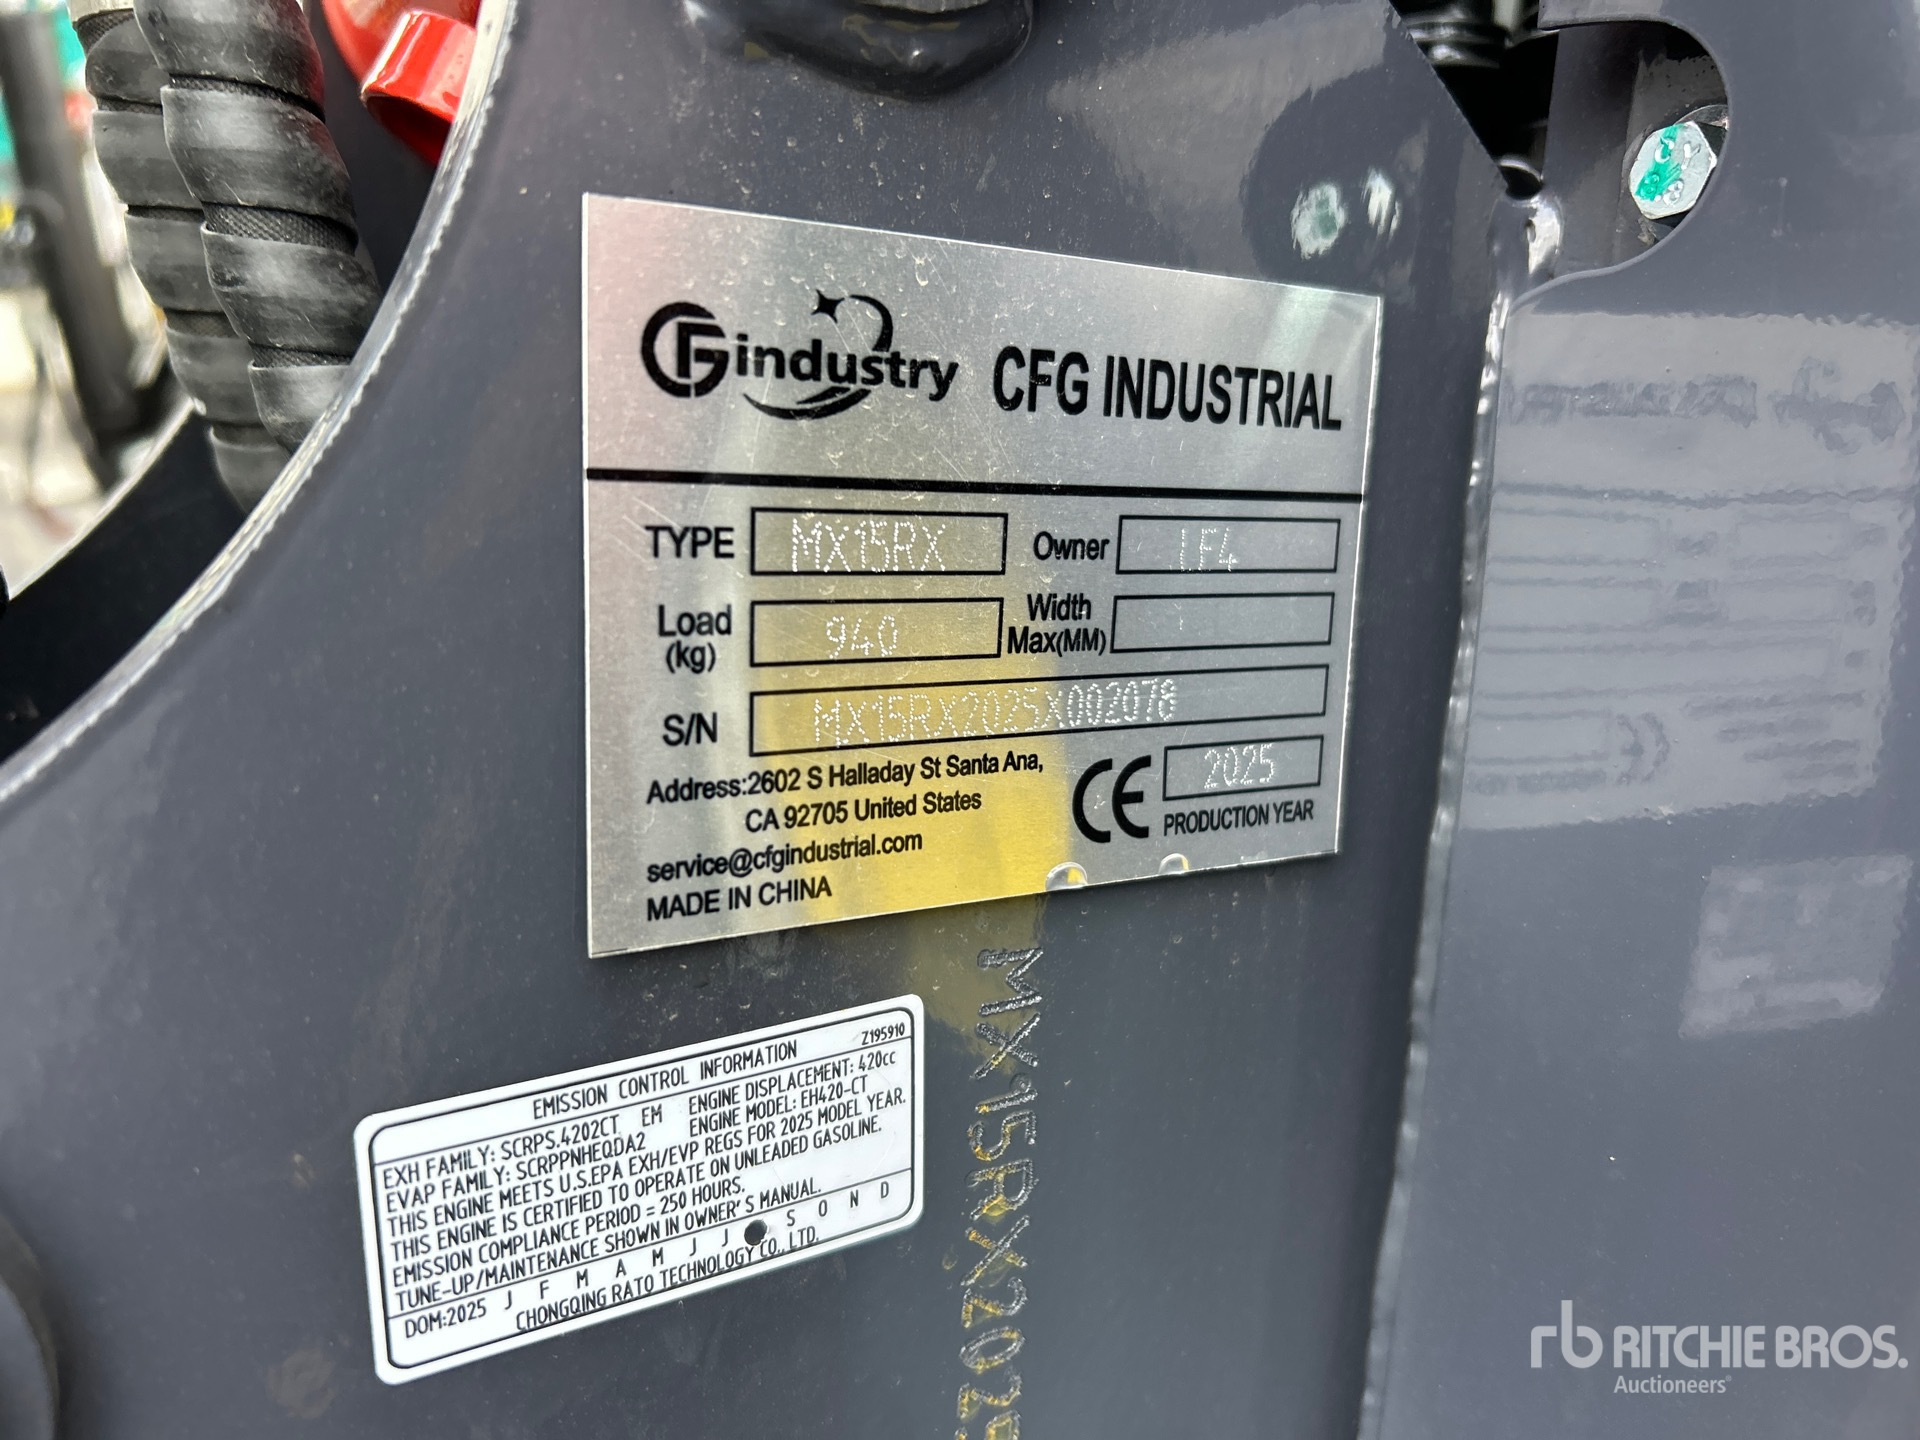 CFG industry CFG INDUSTRIAL
TYPE MX15RX Owner LF4
Load (kg) 940 Width Max(MM)
S/N MX15RX2025X002078
Address:2602 S Halladay St Santa Ana,
CA 92705 United States
service@cfgindustrial.com
MADE IN CHINA
CE 2025
PRODUCTION YEAR
EMISSION CONTROL INFORMATION Z195910
EXH FAMILY: SCRPS.4202CT EM ENGINE DISPLACEMENT: 420cc
EVAP FAMILY: SCRPPNHEQDA2 ENGINE MODEL: EH420-CT
THIS ENGINE MEETS U.S.EPA EXH/EVP REGS FOR 2025 MODEL YEAR.
THIS ENGINE IS CERTIFIED TO OPERATE ON UNLEADED GASOLINE.
EMISSION COMPLIANCE PERIOD = 250 HOURS.
TUNE-UP/MAINTENANCE SHOWN IN OWNER'S MANUAL.
DOM:2025 J F M A M J J S O N D
CHONGQING RATO TECHNOLOGY CO., LTD.
MX15RX2025
rb RITCHIE BROS.
Auctioneers